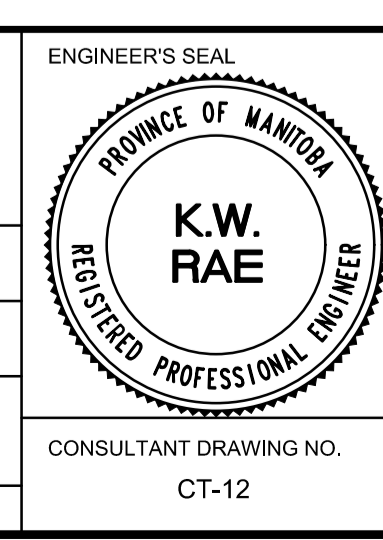 ENGINEER'S SEAL
PROVINCE OF MANITOBA
K.W.
RAE
REGISTERED PROFESSIONAL ENGINEER
CONSULTANT DRAWING NO.
CT-12